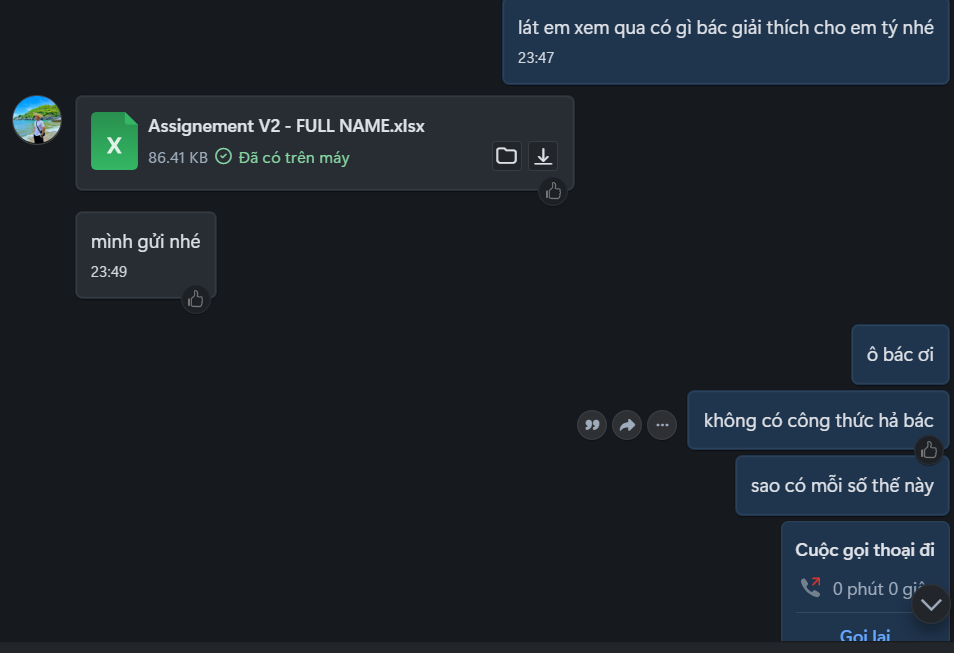 lát em xem qua có gì bác giải thích cho em tý nhé
23:47
Assignement V2 - FULL NAME.xlsx
X
86.41 KB Đã có trên máy
mình gửi nhé
23:49
ô bác ơi
không có công thức hả bác
sao có mỗi số thế này
Cuộc gọi thoại đi
0 phút 0
Gọi lại